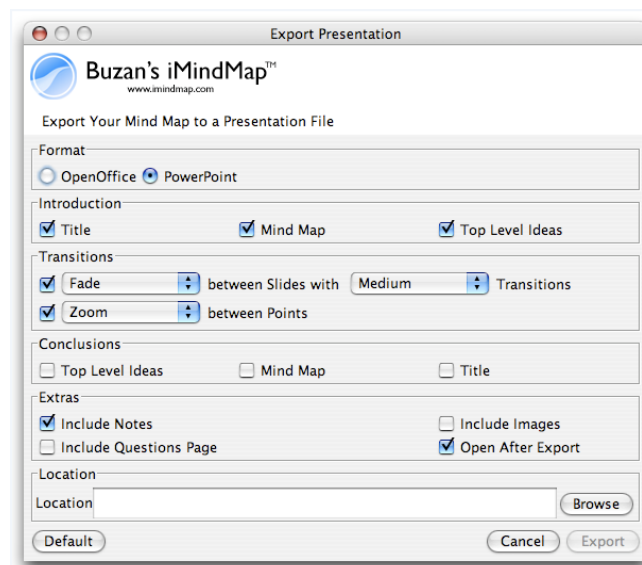 Export Presentation
Buzan's iMindMap™
www.imindmap.com
Export Your Mind Map to a Presentation File
Format
OpenOffice PowerPoint
Introduction
Title Mind Map Top Level Ideas
Transitions
Fade between Slides with Medium Transitions
Zoom between Points
Conclusions
Top Level Ideas Mind Map Title
Extras
Include Notes Include Images
Include Questions Page Open After Export
Location
Location Browse
Default Cancel Export